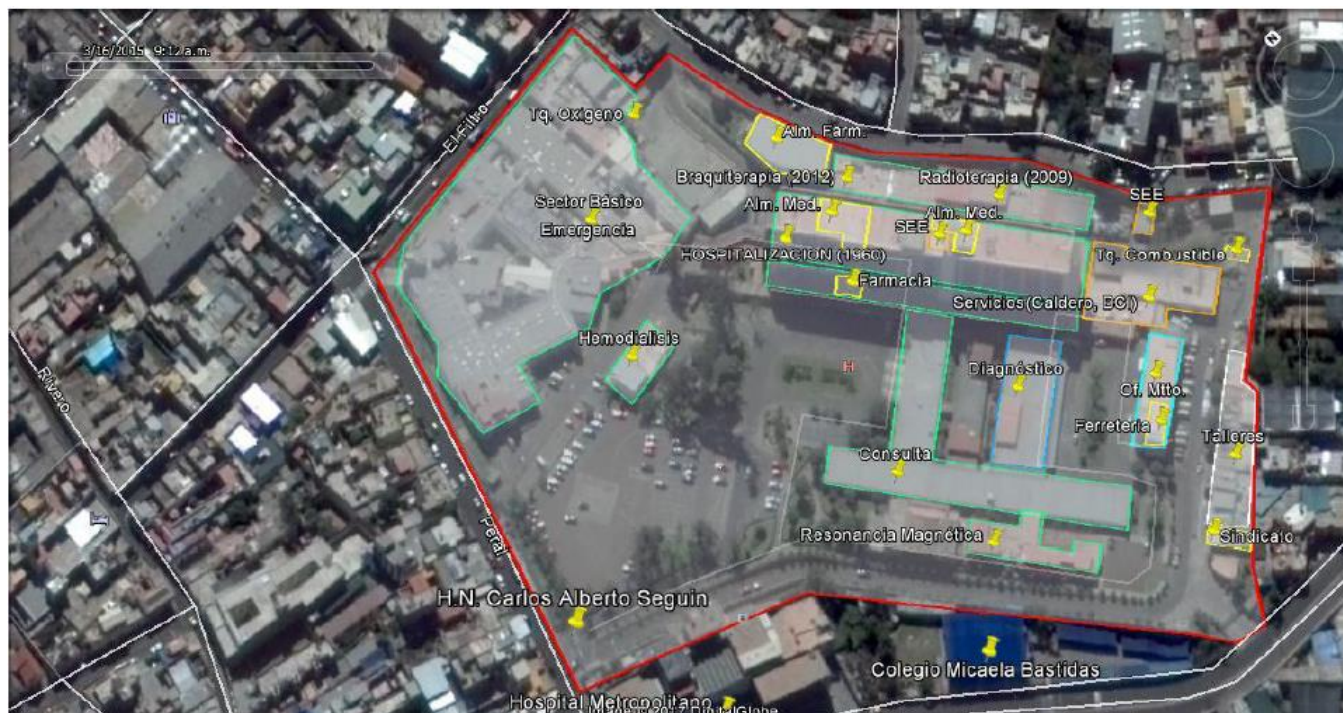 3/16/2015 9:12 a.m.
El Filtro
Tq. Oxigeno
Alm. Farm.
Braquiterapia (2012)
Radioterapia (2009)
SEE
Sector Básico
Emergencia
Alm. Med.
SEE
Alm. Med.
HOSPITALIZACION (1960)
Tq. Combustible
Farmacia
Servicios(Caldero, BCI)
Hemodialisis
H
Diagnóstico
Of. Mtto.
Ferreteria
Talleres
Rivero
Consulta
Peral
Resonancia Magnética
Sindicato
H.N. Carlos Alberto Seguin
Colegio Micaela Bastidas
Hospital Metropolitano